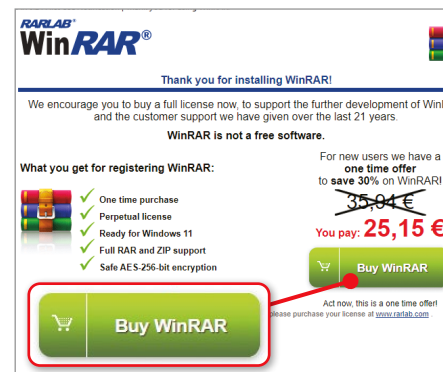 RARLAB®
WinRAR®
Thank you for installing WinRAR!
We encourage you to buy a full license now, to support the further development of
and the customer support we have given over the last 21 years.
WinRAR is not a free software.
What you get for registering WinRAR:
One time purchase
Perpetual license
Ready for Windows 11
Full RAR and ZIP support
Safe AES-256-bit encryption
For new users we have a
one time offer
to save 30% on WinRAR!
35,94 €
You pay: 25,15 €
Buy WinRAR
Act now, this is a one time offer!
please purchase your license at www.rarlab.com
Buy WinRAR